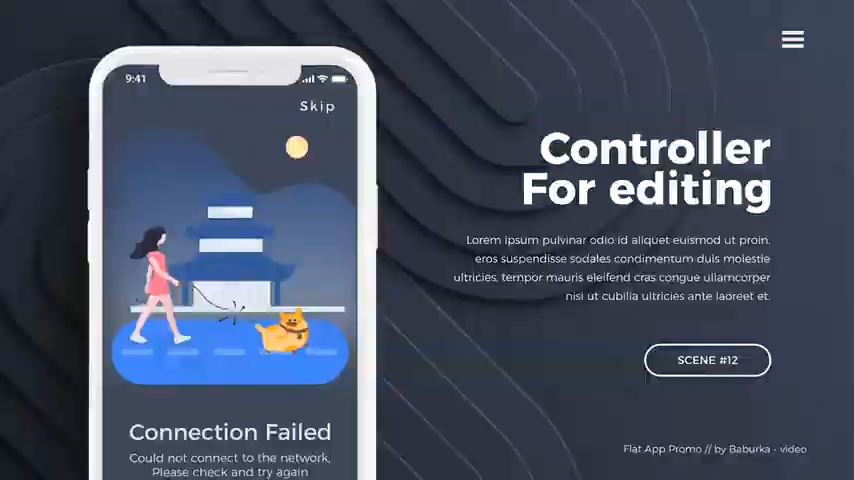 9:41
Skip
Connection Failed
Could not connect to the network,
Please check and try again
Controller
For editing
Lorem ipsum pulvinar odio id aliquet euismod ut proin,
eros suspendisse sodales condimentum duis molestie
ultricies, tempor mauris eleifend cras congue ullamcorper
nisi ut cubilia ultricies ante laoreet et.
SCENE #12
Flat App Promo // by Baburka - video